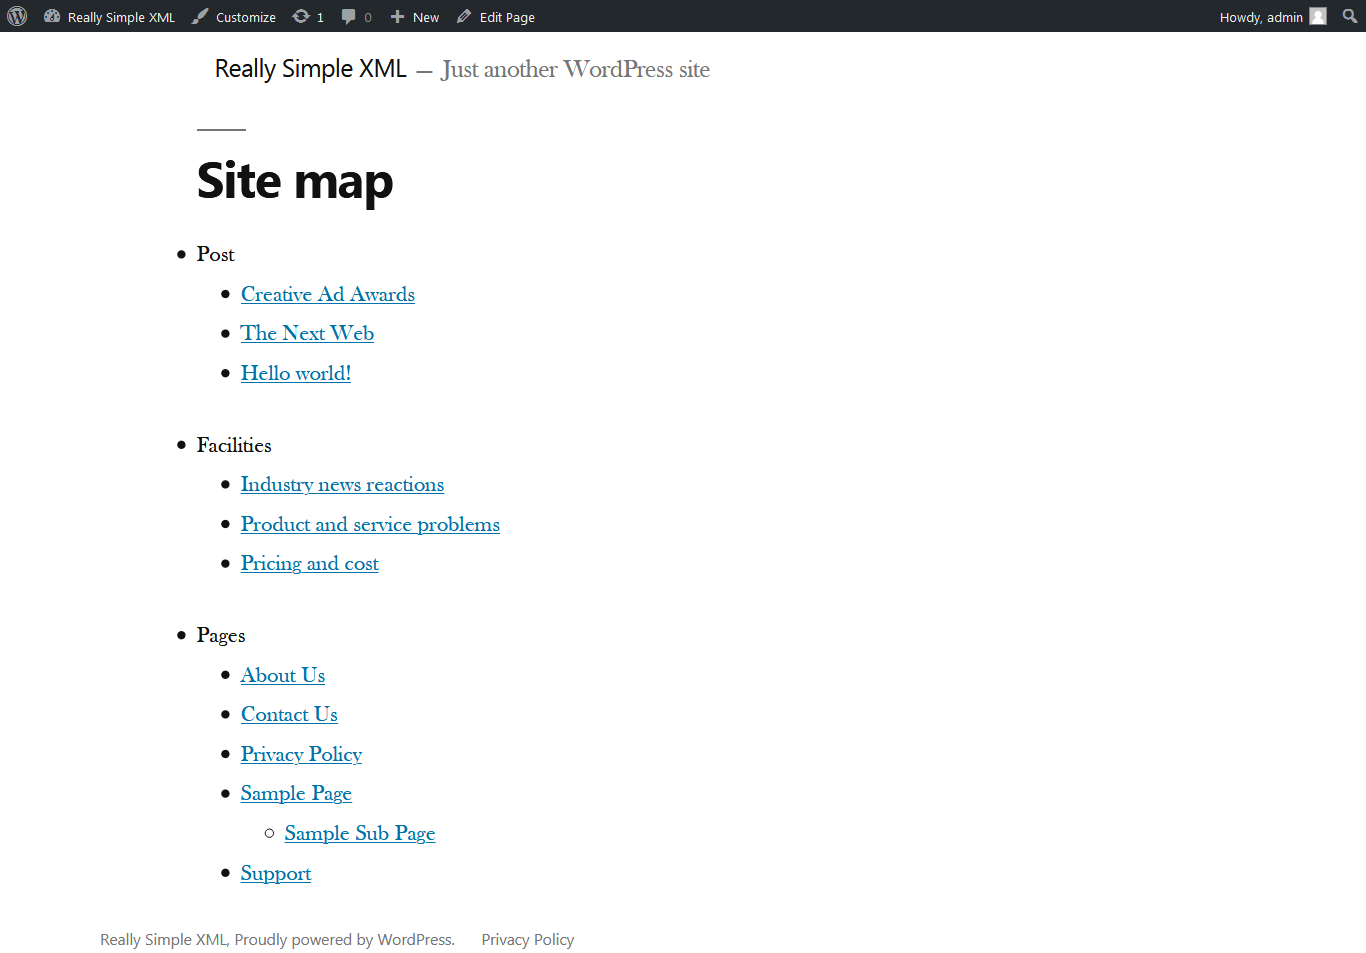 Really Simple XML Customize 1 0 New Edit Page Howdy, admin
Really Simple XML — Just another WordPress site
Site map
Post
Creative Ad Awards
The Next Web
Hello world!
Facilities
Industry news reactions
Product and service problems
Pricing and cost
Pages
About Us
Contact Us
Privacy Policy
Sample Page
Sample Sub Page
Support
Really Simple XML, Proudly powered by WordPress. Privacy Policy